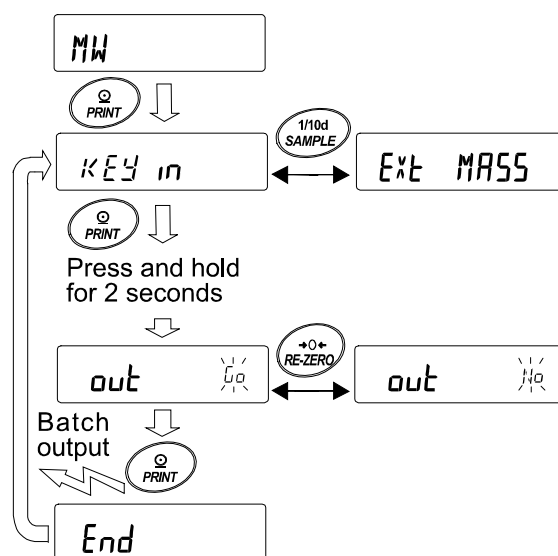 MW
PRINT
1/10d
SAMPLE
KEY in
Ext MASS
PRINT
Press and hold
for 2 seconds
→0←
RE-ZERO
out Go
out No
Batch
output
PRINT
End